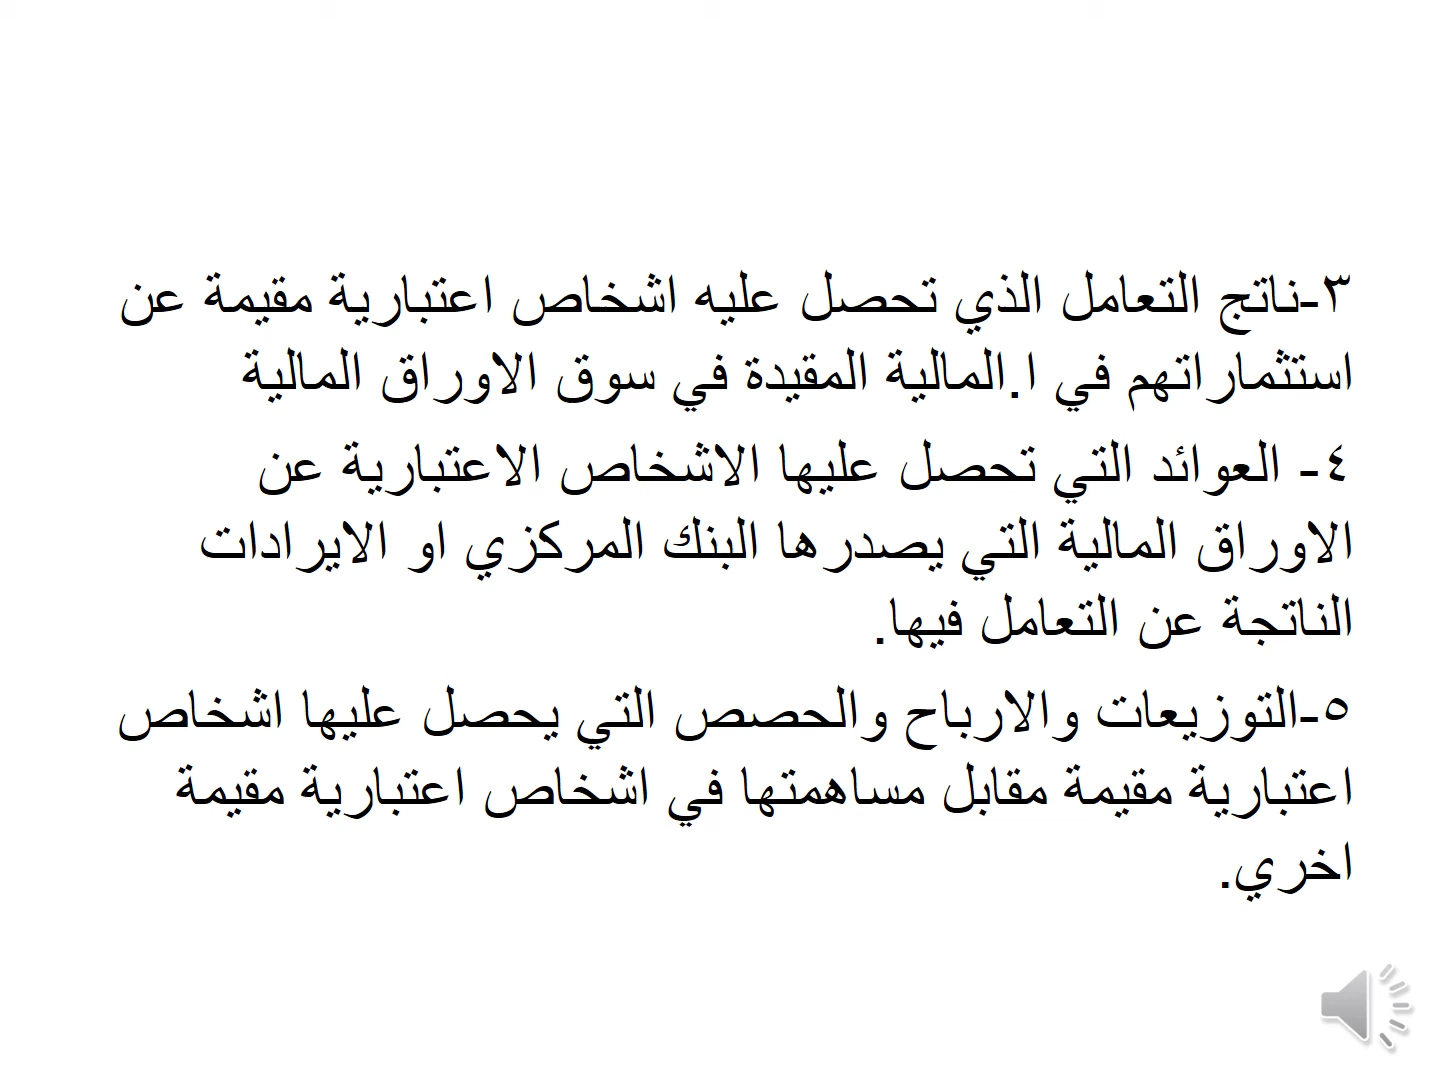 ٣-ناتج التعامل الذي تحصل عليه اشخاص اعتبارية مقيمة عن
استثماراتهم في ا.المالية المقيدة في سوق الاوراق المالية
٤- العوائد التي تحصل عليها الاشخاص الاعتبارية عن
الاوراق المالية التي يصدرها البنك المركزي او الايرادات
الناتجة عن التعامل فيها.
٥-التوزيعات والارباح والحصص التي يحصل عليها اشخاص
اعتبارية مقيمة مقابل مساهمتها في اشخاص اعتبارية مقيمة
اخري.